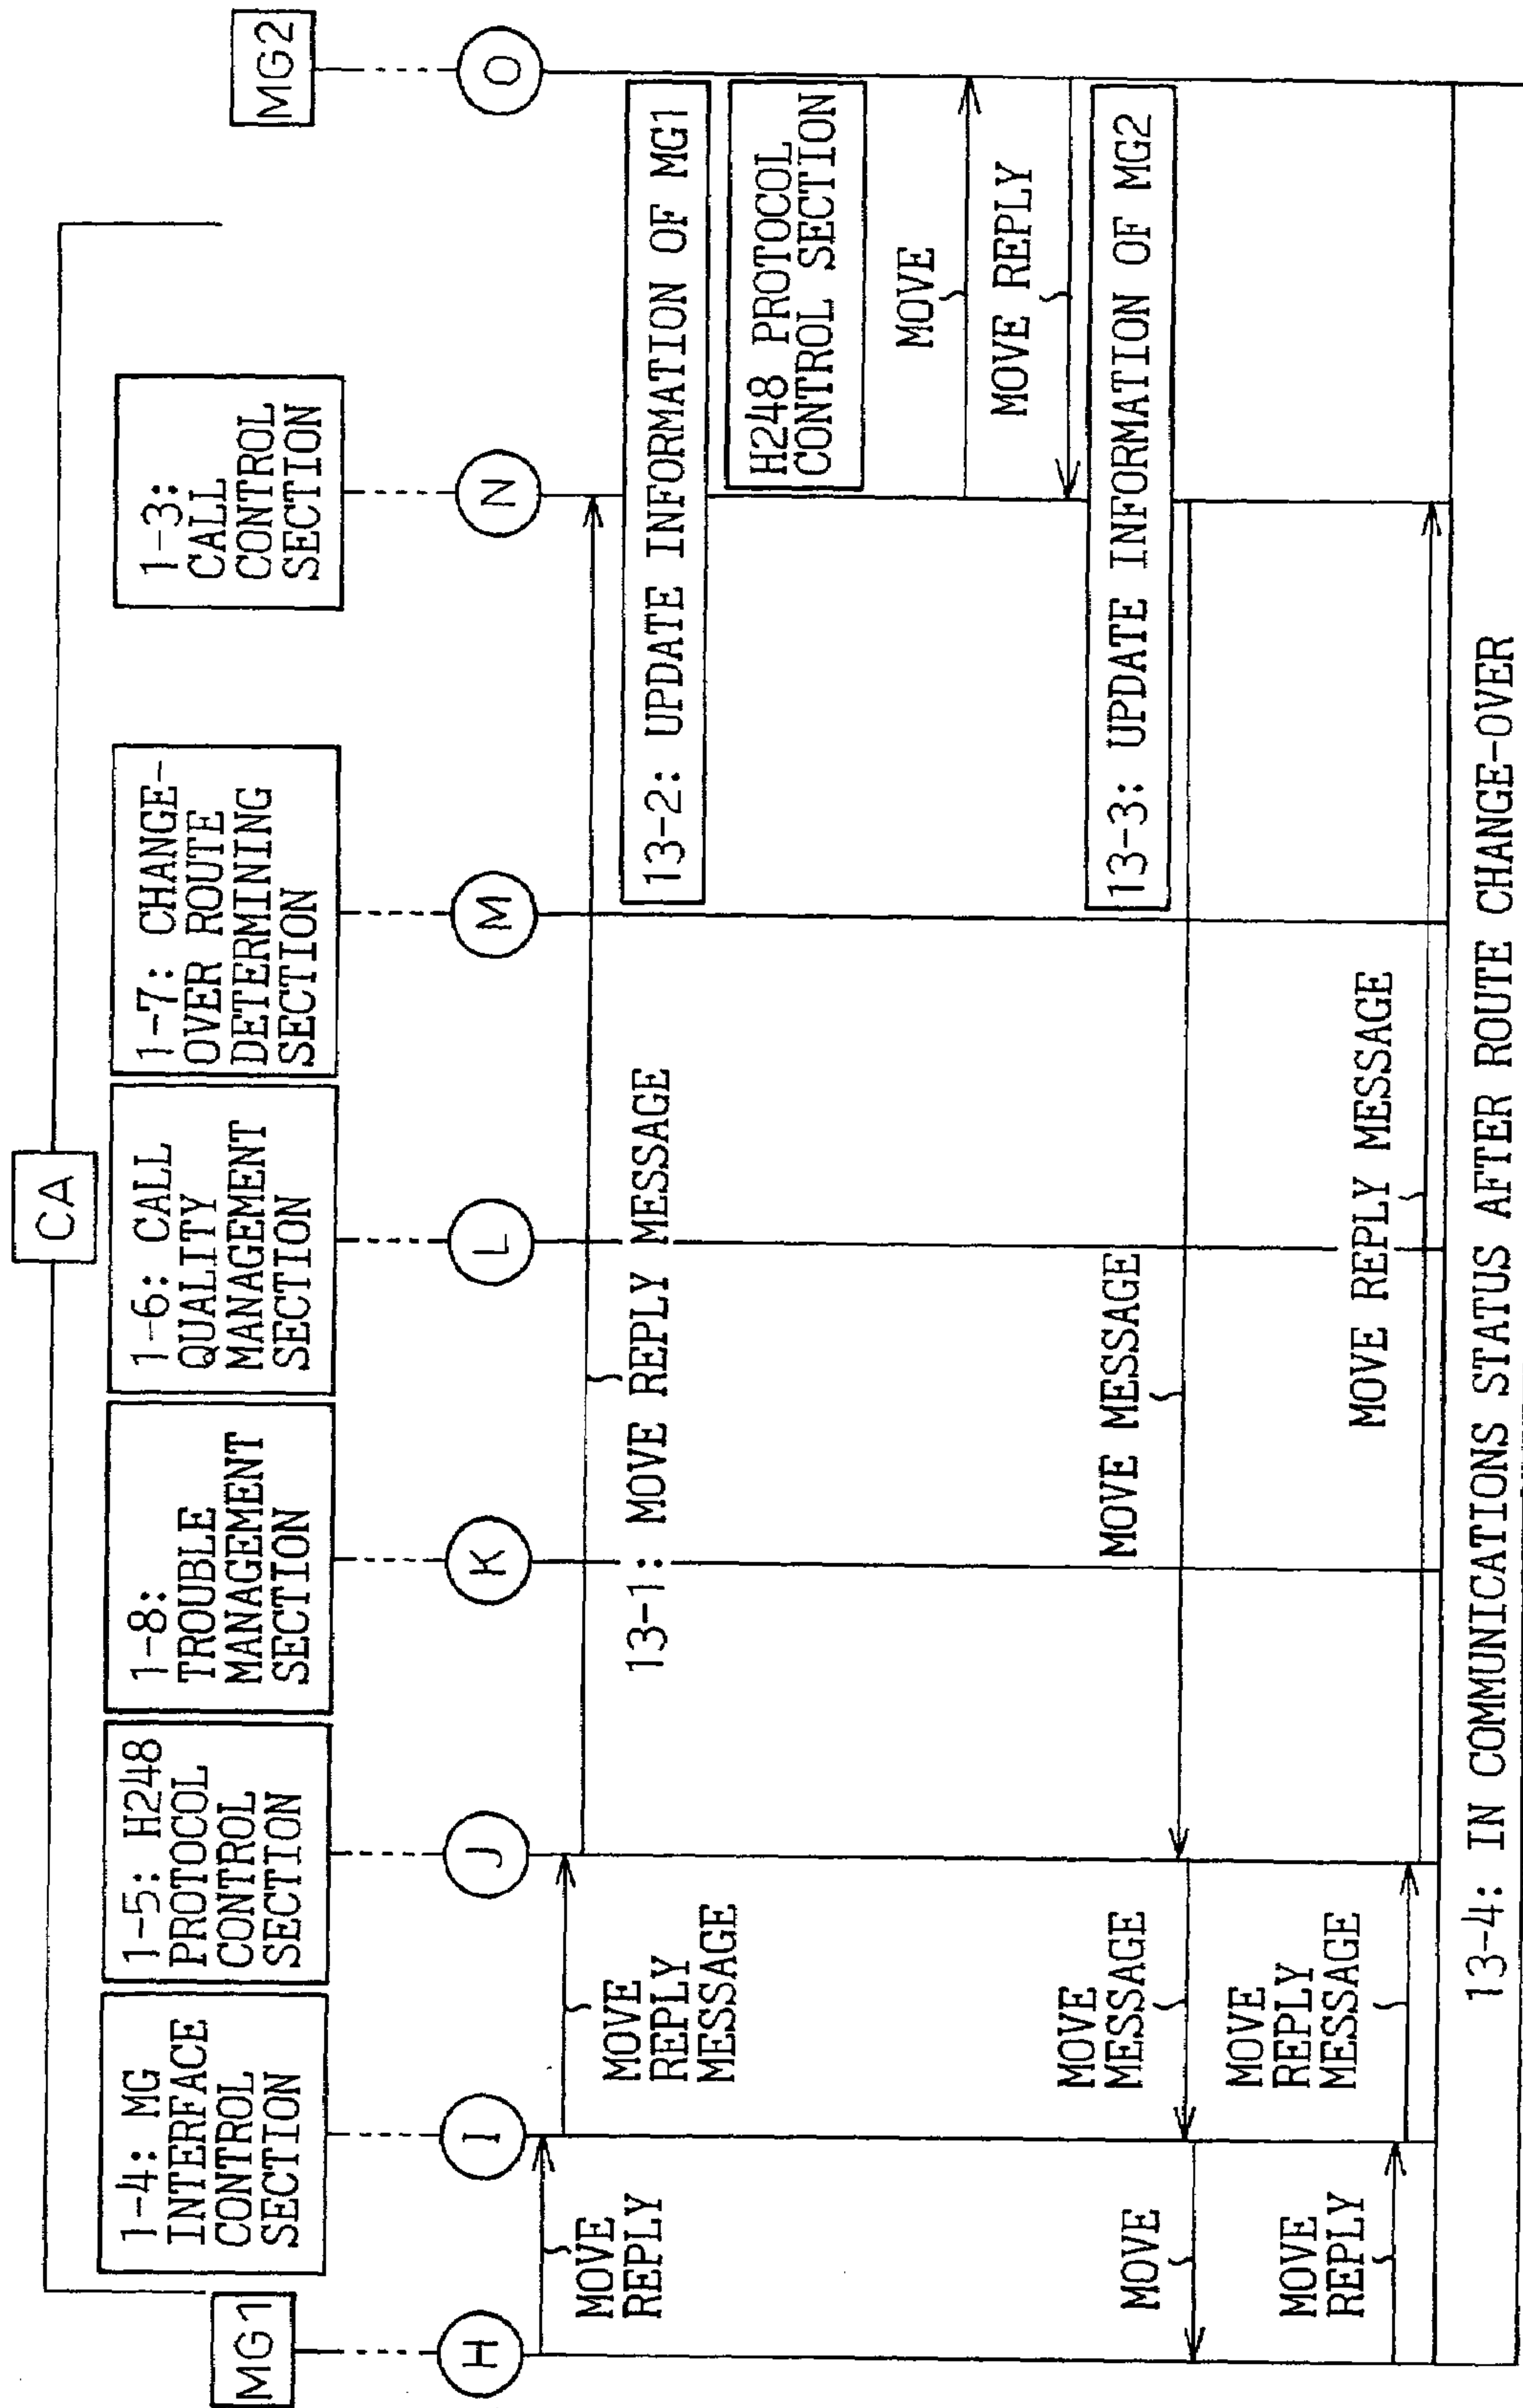 CA
MG1
1-4: MG
INTERFACE
CONTROL
SECTION
1-5: H248
PROTOCOL
CONTROL
SECTION
1-8:
TROUBLE
MANAGEMENT
SECTION
1-6: CALL
QUALITY
MANAGEMENT
SECTION
1-7: CHANGE-
OVER ROUTE
DETERMINING
SECTION
1-3:
CALL
CONTROL
SECTION
MG2
H
I
J
K
L
M
N
O
MOVE
REPLY
MOVE
REPLY
MESSAGE
13-1: MOVE REPLY MESSAGE
13-2: UPDATE INFORMATION OF MG1
H248 PROTOCOL
CONTROL SECTION
MOVE
MOVE REPLY
13-3: UPDATE INFORMATION OF MG2
MOVE MESSAGE
MOVE
MESSAGE
MOVE
MOVE
REPLY
MOVE
REPLY
MESSAGE
MOVE REPLY MESSAGE
13-4: IN COMMUNICATIONS STATUS AFTER ROUTE CHANGE-OVER